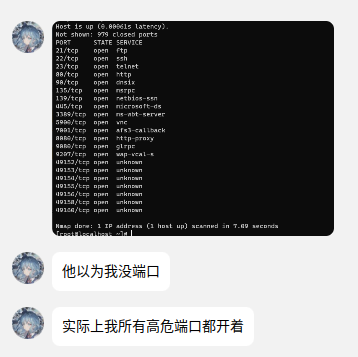 Host is up (0.00061s latency).
Not shown: 979 closed ports
PORT STATE SERVICE
21/tcp open ftp
22/tcp open ssh
23/tcp open telnet
80/tcp open http
90/tcp open dnsix
135/tcp open msrpc
139/tcp open netbios-ssn
445/tcp open microsoft-ds
3389/tcp open ms-wbt-server
5900/tcp open vnc
7001/tcp open afs3-callback
8080/tcp open http-proxy
9080/tcp open glrpc
9207/tcp open wap-vcal-s
49152/tcp open unknown
49153/tcp open unknown
49154/tcp open unknown
49155/tcp open unknown
49156/tcp open unknown
49158/tcp open unknown
49160/tcp open unknown
Nmap done: 1 IP address (1 host up) scanned in 7.09 seconds
[root@localhost ~]#
他以为我没端口
实际上我所有高危端口都开着